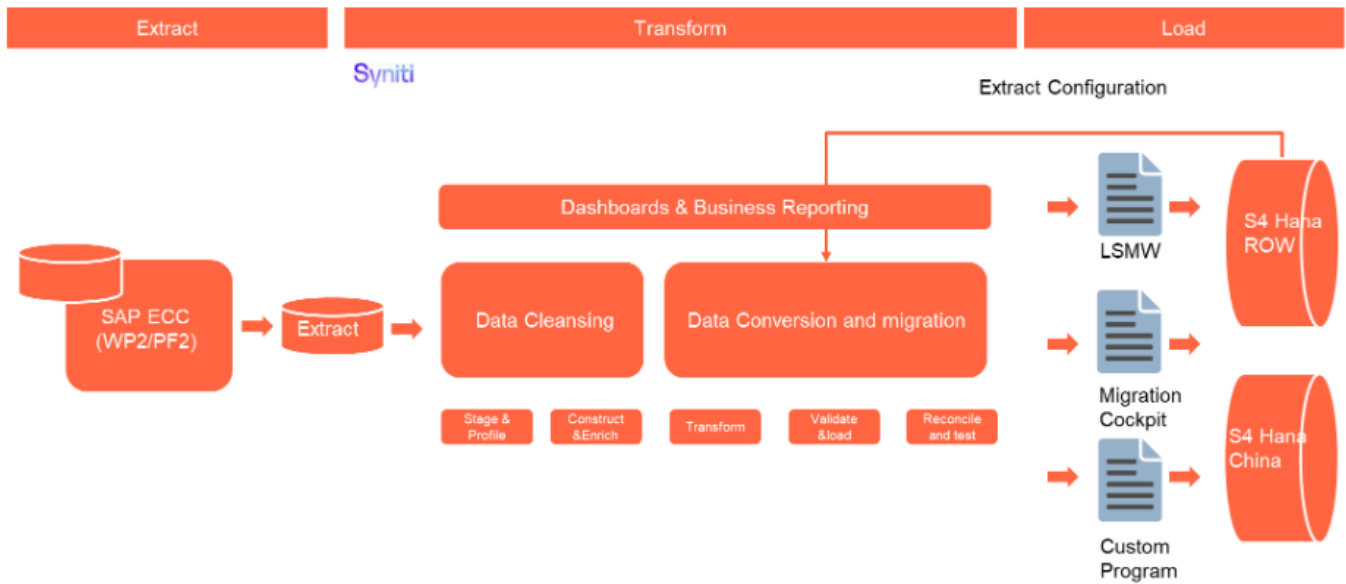 Extract
Transform
Load
Syniti
Extract Configuration
Dashboards & Business Reporting
SAP ECC
(WP2/PF2)
Extract
Data Cleansing
Data Conversion and migration
Stage &
Profile
Construct
&Enrich
Transform
Validate
&load
Reconcile
and test
LSMW
Migration
Cockpit
Custom
Program
S4 Hana
ROW
S4 Hana
China